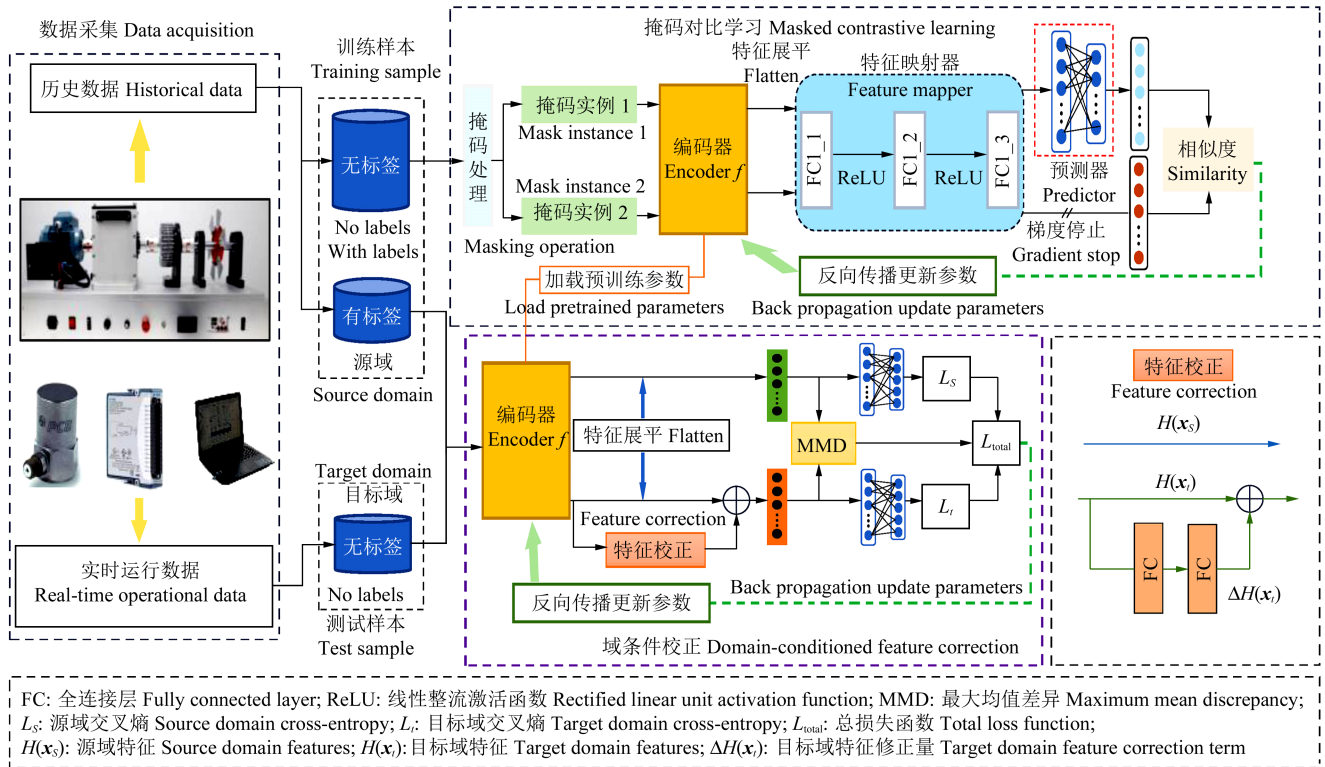 数据采集 Data acquisition
历史数据 Historical data
实时运行数据
Real-time operational data
训练样本
Training sample
无标签
No labels
With labels
有标签
源域
Source domain
Target domain
目标域
无标签
No labels
测试样本
Test sample
掩码对比学习 Masked contrastive learning
掩码处理
Masking operation
掩码实例 1
Mask instance 1
Mask instance 2
掩码实例 2
编码器
Encoder f
特征展平
Flatten
特征映射器
Feature mapper
FC1_1
ReLU
FC1_2
ReLU
FC1_3
预测器
Predictor
梯度停止
Gradient stop
相似度
Similarity
加载预训练参数
Load pretrained parameters
反向传播更新参数
Back propagation update parameters
编码器
Encoder f
特征展平 Flatten
Feature correction
特征校正
MMD
L_S
L_t
L_total
Back propagation update parameters
反向传播更新参数
域条件校正 Domain-conditioned feature correction
特征校正
Feature correction
H(x_S)
H(x_t)
FC
FC
ΔH(x_t)
FC: 全连接层 Fully connected layer; ReLU: 线性整流激活函数 Rectified linear unit activation function; MMD: 最大均值差异 Maximum mean discrepancy;
L_S: 源域交叉熵 Source domain cross-entropy; L_t: 目标域交叉熵 Target domain cross-entropy; L_total: 总损失函数 Total loss function;
H(x_S): 源域特征 Source domain features; H(x_t):目标域特征 Target domain features; ΔH(x_t): 目标域特征修正量 Target domain feature correction term